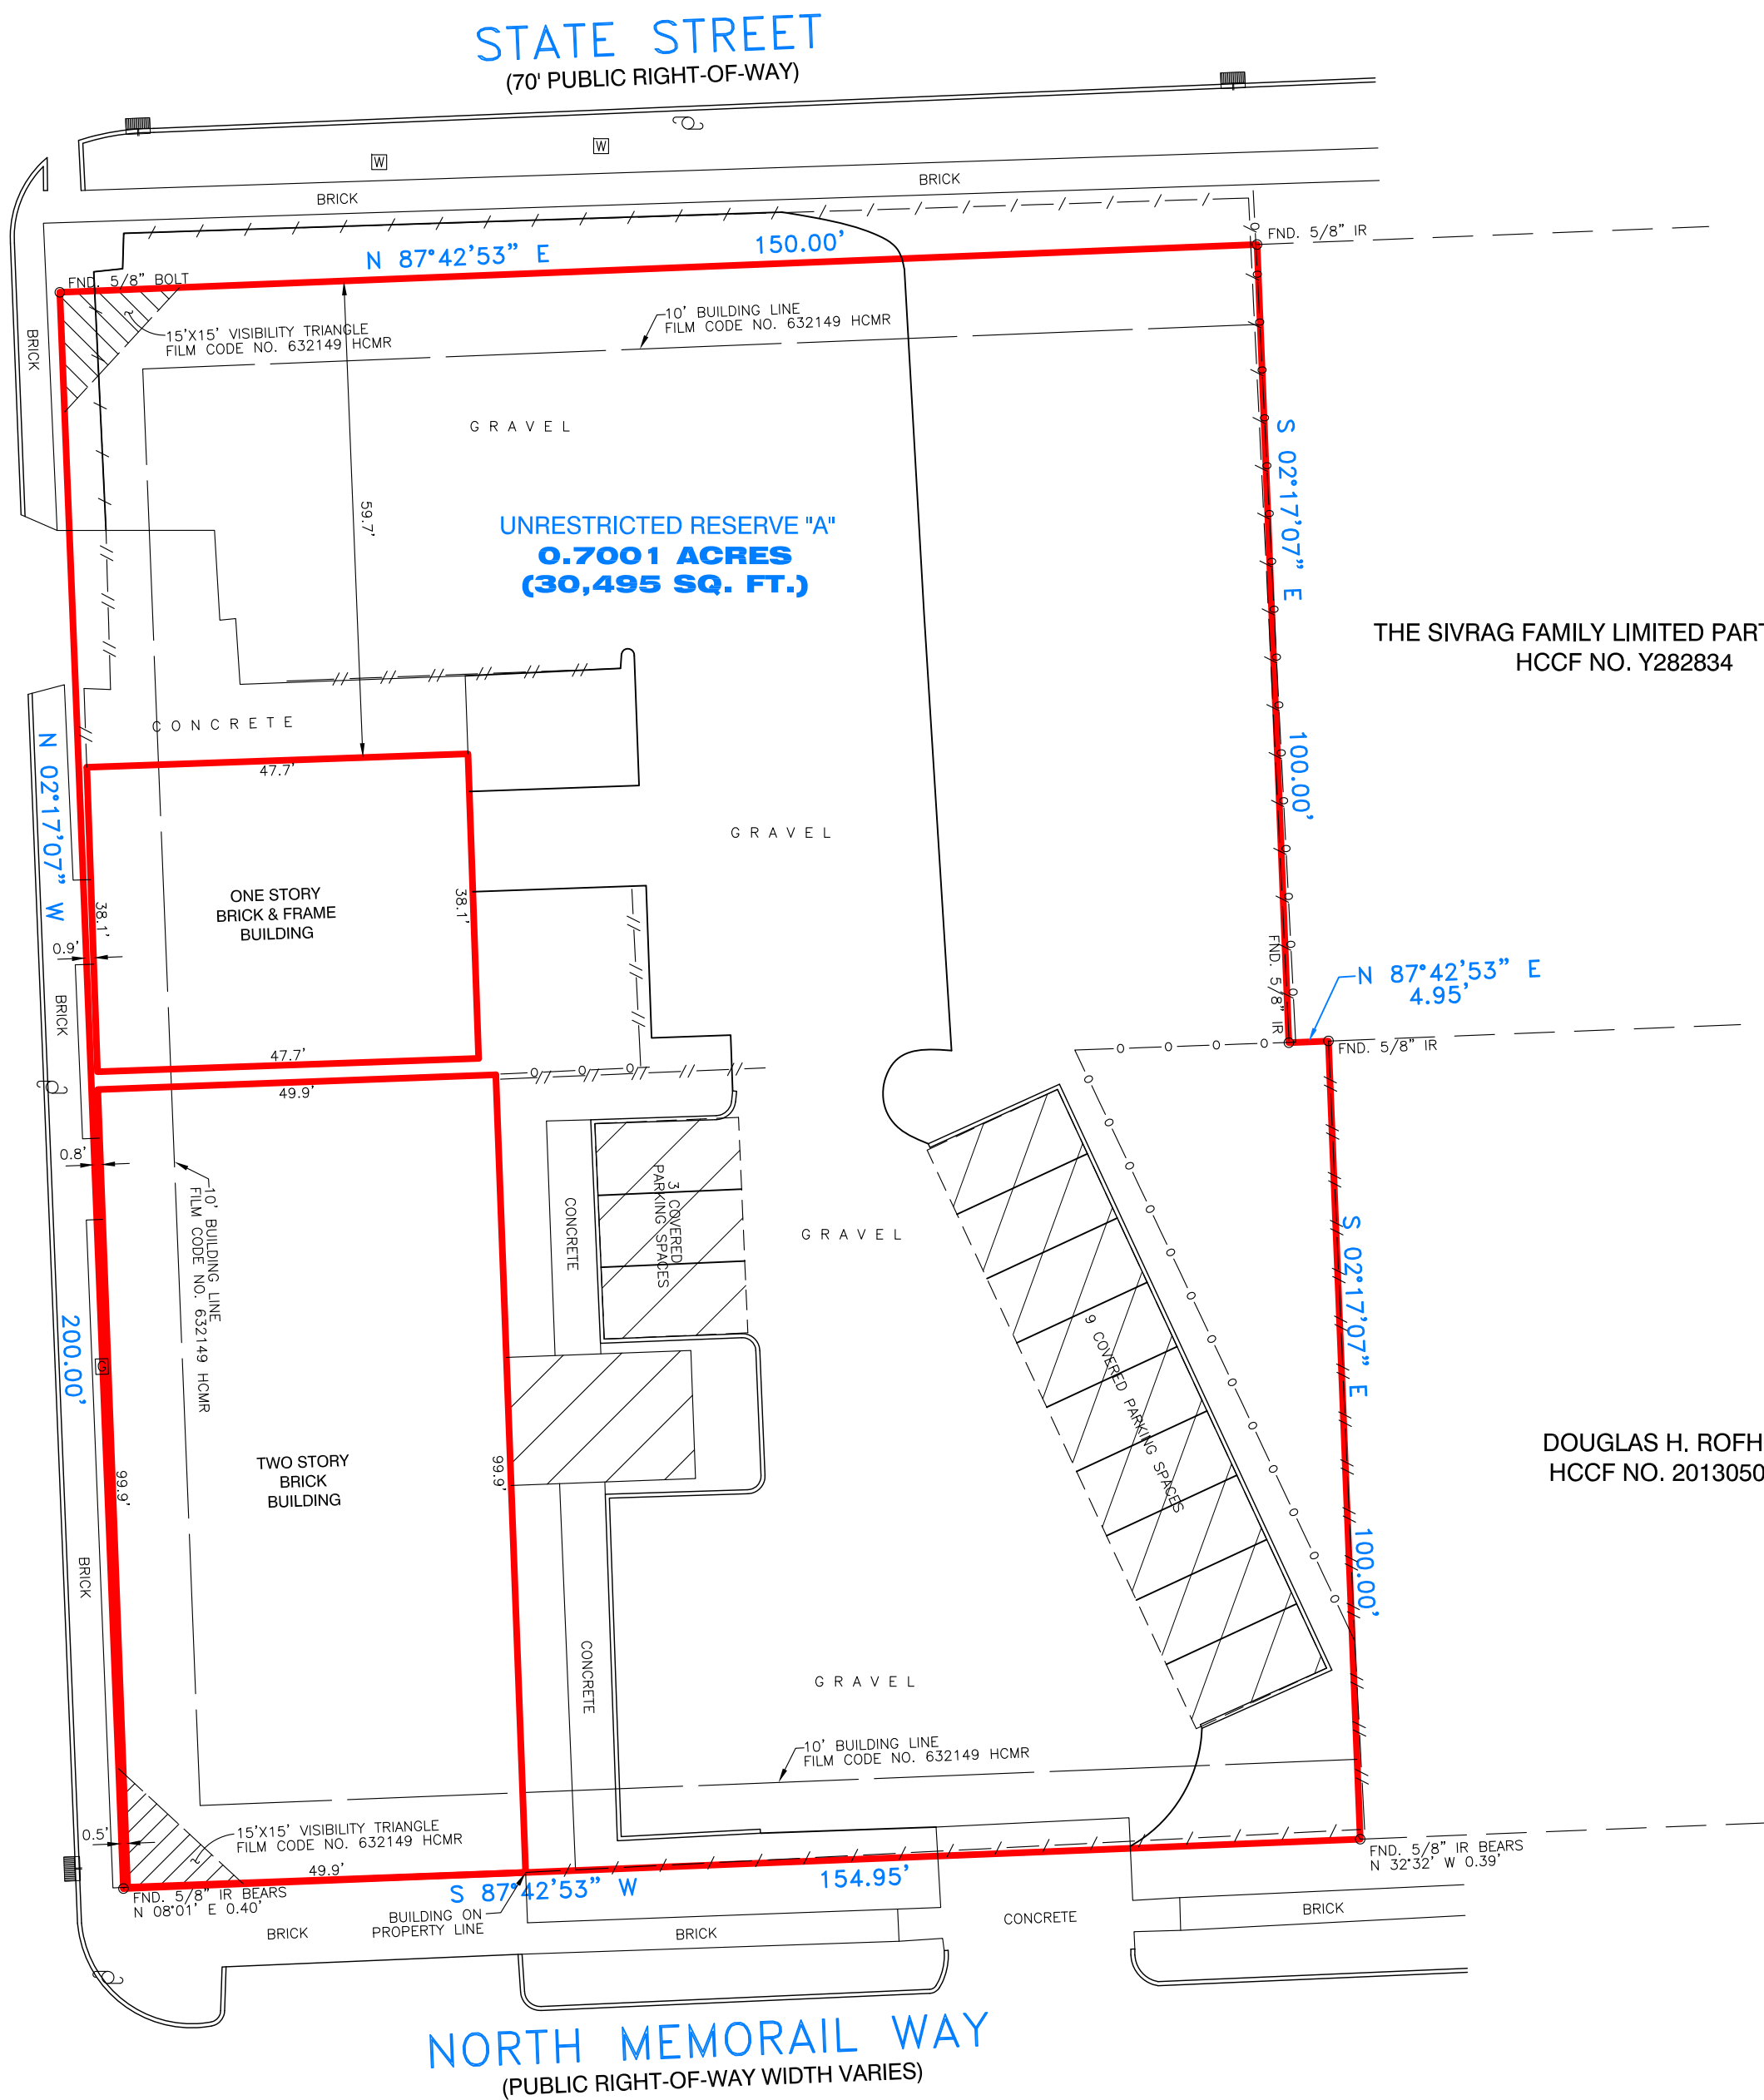 STATE STREET
(70' PUBLIC RIGHT-OF-WAY)
W
W
BRICK
BRICK
N 87°42'53" E
150.00'
FND. 5/8" IR
FND. 5/8" BOLT
15'X15' VISIBILITY TRIANGLE
FILM CODE NO. 632149 HCMR
10' BUILDING LINE
FILM CODE NO. 632149 HCMR
BRICK
GRAVEL
59.7'
UNRESTRICTED RESERVE "A"
0.7001 ACRES
(30,495 SQ. FT.)
S 02°17'07" E
100.00'
THE SIVRAG FAMILY LIMITED PART
HCCF NO. Y282834
CONCRETE
N 02°17'07" W
200.00'
47.7'
GRAVEL
38.1'
38.1'
ONE STORY
BRICK & FRAME
BUILDING
0.9'
BRICK
47.7'
FND. 5/8" IR
N 87°42'53" E
4.95'
FND. 5/8" IR
49.9'
0.8'
10' BUILDING LINE
FILM CODE NO. 632149 HCMR
CONCRETE
3 COVERED
PARKING SPACES
GRAVEL
9 COVERED PARKING SPACES
S 02°17'07" E
100.00'
G
99.9'
99.9'
TWO STORY
BRICK
BUILDING
DOUGLAS H. ROFH
HCCF NO. 2013050
BRICK
CONCRETE
GRAVEL
10' BUILDING LINE
FILM CODE NO. 632149 HCMR
0.5'
15'X15' VISIBILITY TRIANGLE
FILM CODE NO. 632149 HCMR
49.9'
FND. 5/8" IR BEARS
N 08°01' E 0.40'
S 87°42'53" W
154.95'
FND. 5/8" IR BEARS
N 32°32' W 0.39'
BUILDING ON
PROPERTY LINE
BRICK
BRICK
CONCRETE
BRICK
NORTH MEMORAIL WAY
(PUBLIC RIGHT-OF-WAY WIDTH VARIES)